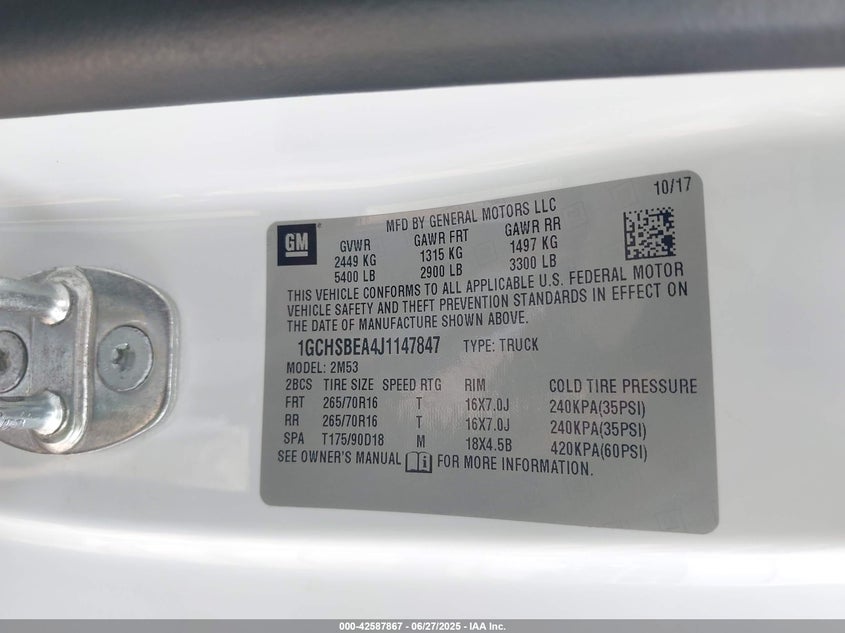 10/17
MFD BY GENERAL MOTORS LLC
GM GVWR GAWR FRT GAWR RR
2449 KG 1315 KG 1497 KG
5400 LB 2900 LB 3300 LB
THIS VEHICLE CONFORMS TO ALL APPLICABLE U.S. FEDERAL MOTOR
VEHICLE SAFETY AND THEFT PREVENTION STANDARDS IN EFFECT ON
THE DATE OF MANUFACTURE SHOWN ABOVE.
1GCHSBEA4J1147847 TYPE: TRUCK
MODEL: 2M53
2BCS TIRE SIZE SPEED RTG RIM COLD TIRE PRESSURE
FRT 265/70R16 T 16X7.0J 240KPA(35PSI)
RR 265/70R16 T 16X7.0J 240KPA(35PSI)
SPA T175/90D18 M 18X4.5B 420KPA(60PSI)
SEE OWNER'S MANUAL i FOR MORE INFORMATION.
000-42587867 - 06/27/2025 - IAA Inc.